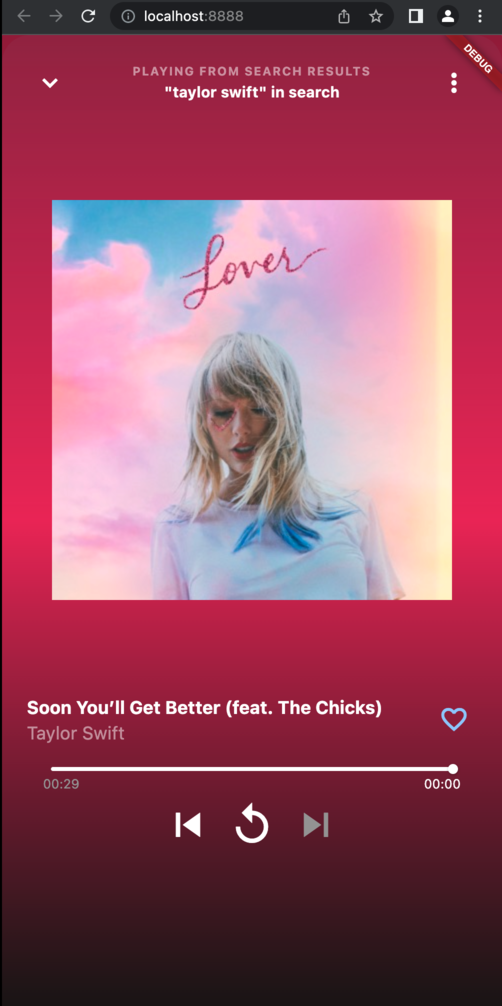 localhost:8888
DEBUG
PLAYING FROM SEARCH RESULTS
"taylor swift" in search
Lover
Soon You’ll Get Better (feat. The Chicks)
Taylor Swift
00:29 00:00